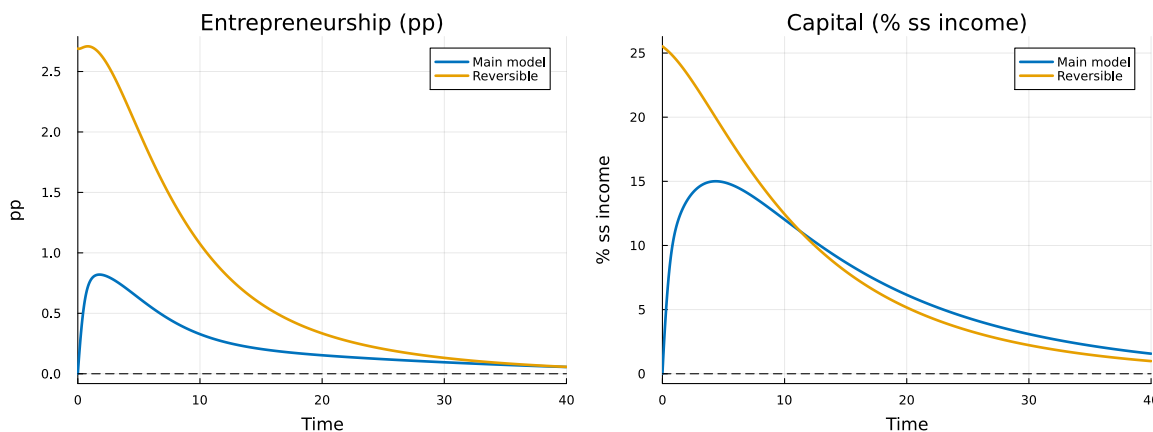 Entrepreneurship (pp)
pp
2.5
2.0
1.5
1.0
0.5
0.0
Main model
Reversible
0
10
20
30
40
Time
Capital (% ss income)
% ss income
25
20
15
10
5
0
Main model
Reversible
0
10
20
30
40
Time